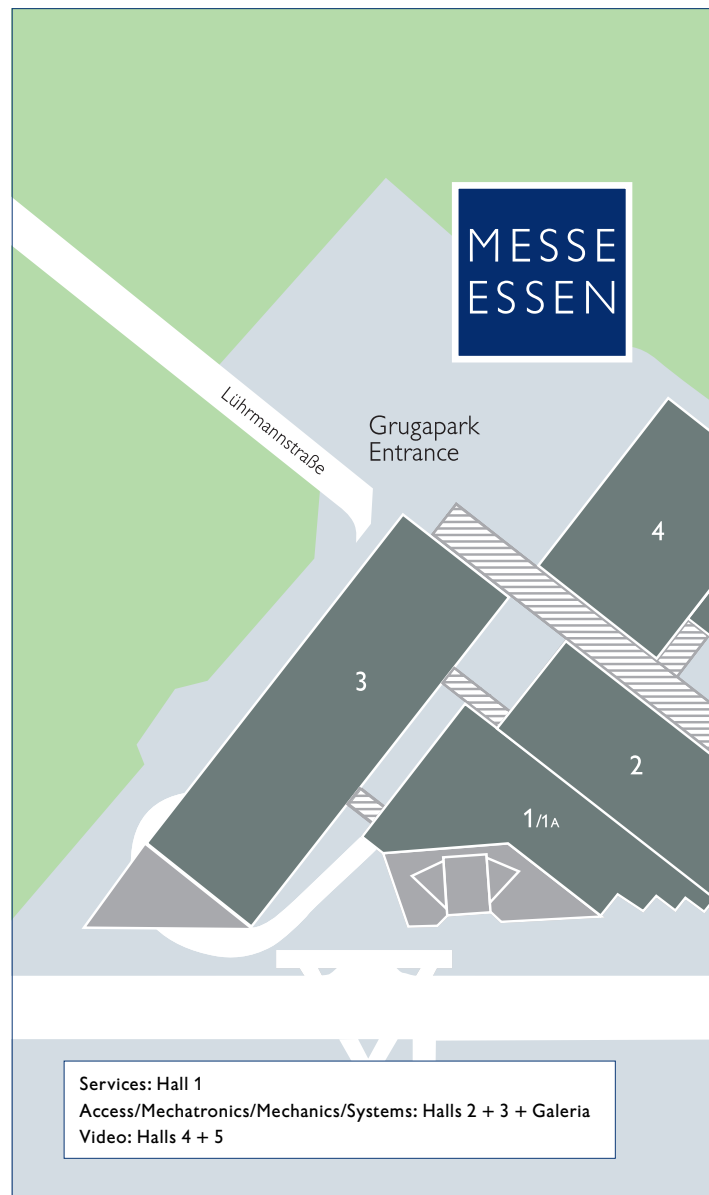 MESSE
ESSEN
Lührmannstraße
Grugapark
Entrance
4
3
2
1/1A
Services: Hall 1
Access/Mechatronics/Mechanics/Systems: Halls 2 + 3 + Galeria
Video: Halls 4 + 5